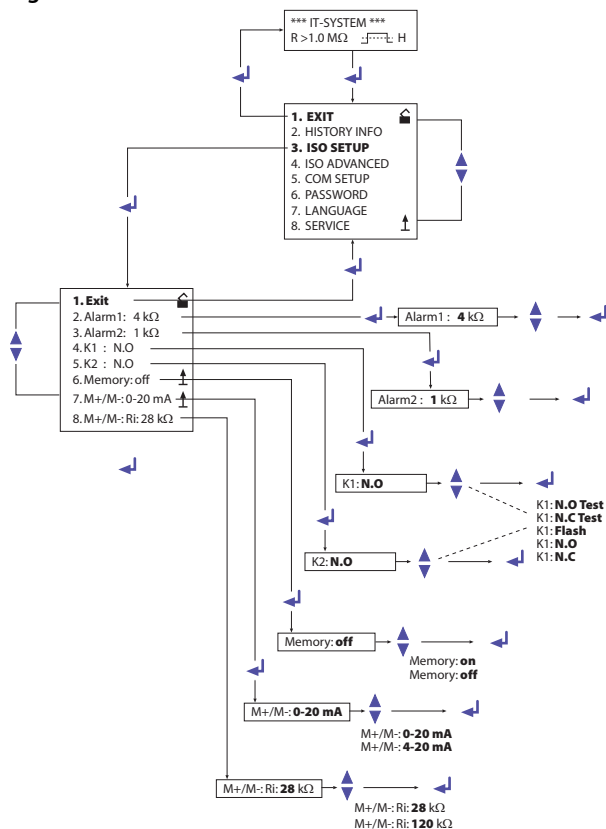 *** IT-SYSTEM ***
R >1.0 MΩ H
1. EXIT
2. HISTORY INFO
3. ISO SETUP
4. ISO ADVANCED
5. COM SETUP
6. PASSWORD
7. LANGUAGE
8. SERVICE
1.Exit
2.Alarm1: 4 kΩ
3.Alarm2: 1 kΩ
4.K1 : N.O
5.K2 : N.O
6.Memory: off
7.M+/M-: 0-20 mA
8.M+/M-: Ri: 28 kΩ
Alarm1 : 4 kΩ
Alarm2 : 1 kΩ
K1: N.O
K1: N.O Test
K1: N.C Test
K1: Flash
K1: N.O
K1: N.C
K2: N.O
Memory: off
Memory: on
Memory: off
M+/M-: 0-20 mA
M+/M-: 0-20 mA
M+/M-: 4-20 mA
M+/M-: Ri: 28 kΩ
M+/M-: Ri: 28 kΩ
M+/M-: Ri: 120 kΩ